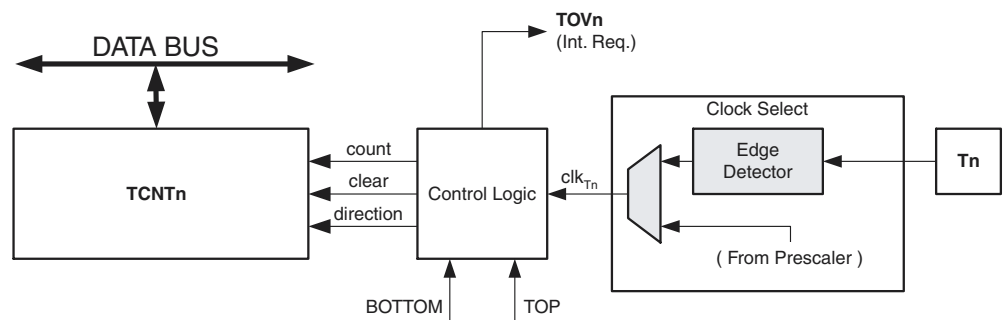 TOVn
(Int. Req.)
DATA BUS
Clock Select
count
clear
direction
TCNTn
Control Logic
clkTn
Edge
Detector
Tn
( From Prescaler )
BOTTOM
TOP